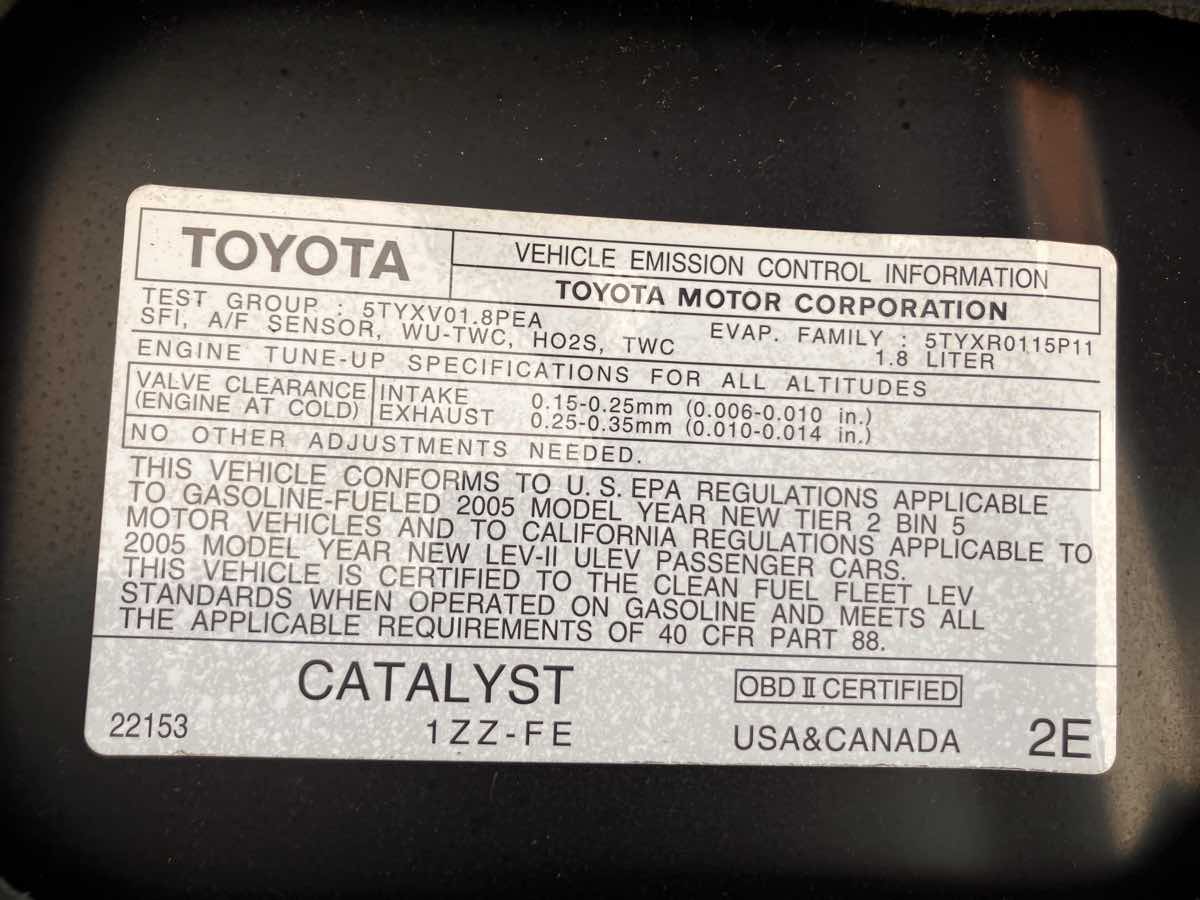 TOYOTA
VEHICLE EMISSION CONTROL INFORMATION
TOYOTA MOTOR CORPORATION
TEST GROUP : 5TYXV01.8PEA
EVAP. FAMILY : 5TYXR0115P11
SFI, A/F SENSOR, WU-TWC, HO2S, TWC
1.8 LITER
ENGINE TUNE-UP SPECIFICATIONS FOR ALL ALTITUDES
VALVE CLEARANCE
(ENGINE AT COLD)
INTAKE 0.15-0.25mm (0.006-0.010 in.)
EXHAUST 0.25-0.35mm (0.010-0.014 in.)
NO OTHER ADJUSTMENTS NEEDED.
THIS VEHICLE CONFORMS TO U.S. EPA REGULATIONS APPLICABLE
TO GASOLINE-FUELED 2005 MODEL YEAR NEW TIER 2 BIN 5
MOTOR VEHICLES AND TO CALIFORNIA REGULATIONS APPLICABLE TO
2005 MODEL YEAR NEW LEV-II ULEV PASSENGER CARS.
THIS VEHICLE IS CERTIFIED TO THE CLEAN FUEL FLEET LEV
STANDARDS WHEN OPERATED ON GASOLINE AND MEETS ALL
THE APPLICABLE REQUIREMENTS OF 40 CFR PART 88.
CATALYST
OBD II CERTIFIED
22153
1ZZ-FE
USA&CANADA
2E